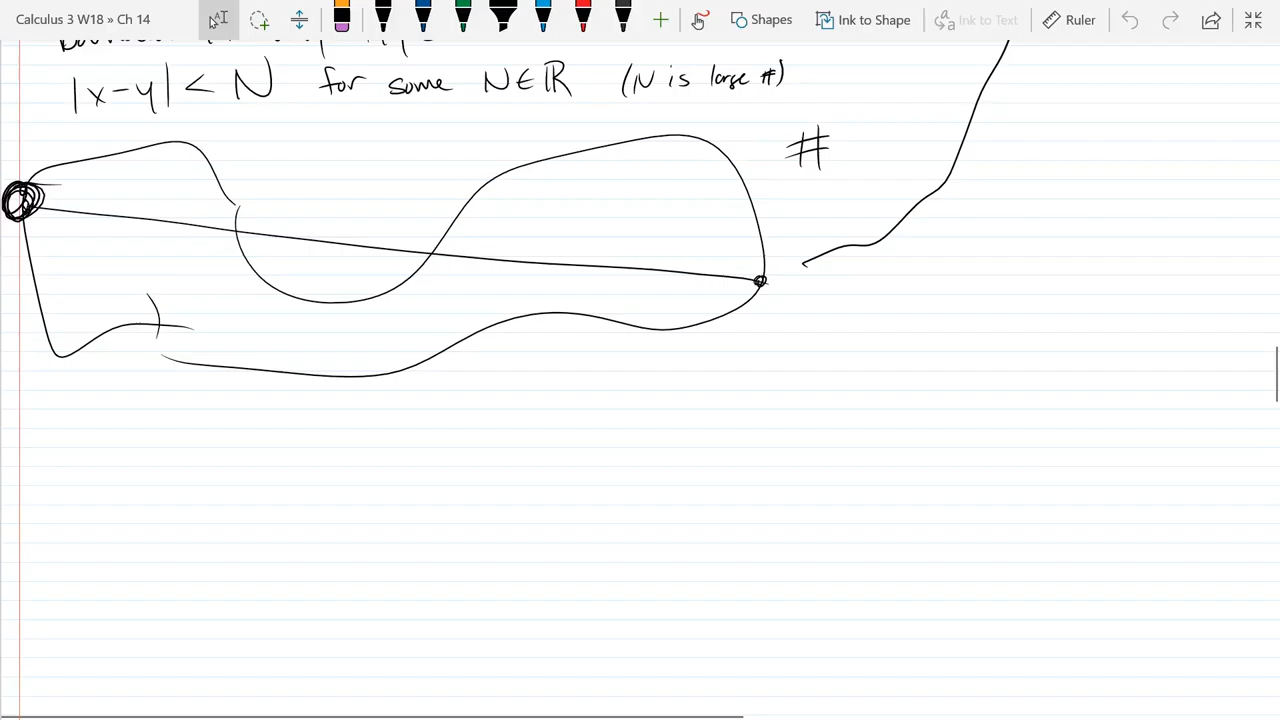 Calculus 3 W18 » Ch 14
Shapes
Ink to Shape
Ink to Text
Ruler
|x-y| < N for some N∈ℝ (N is large #)
#